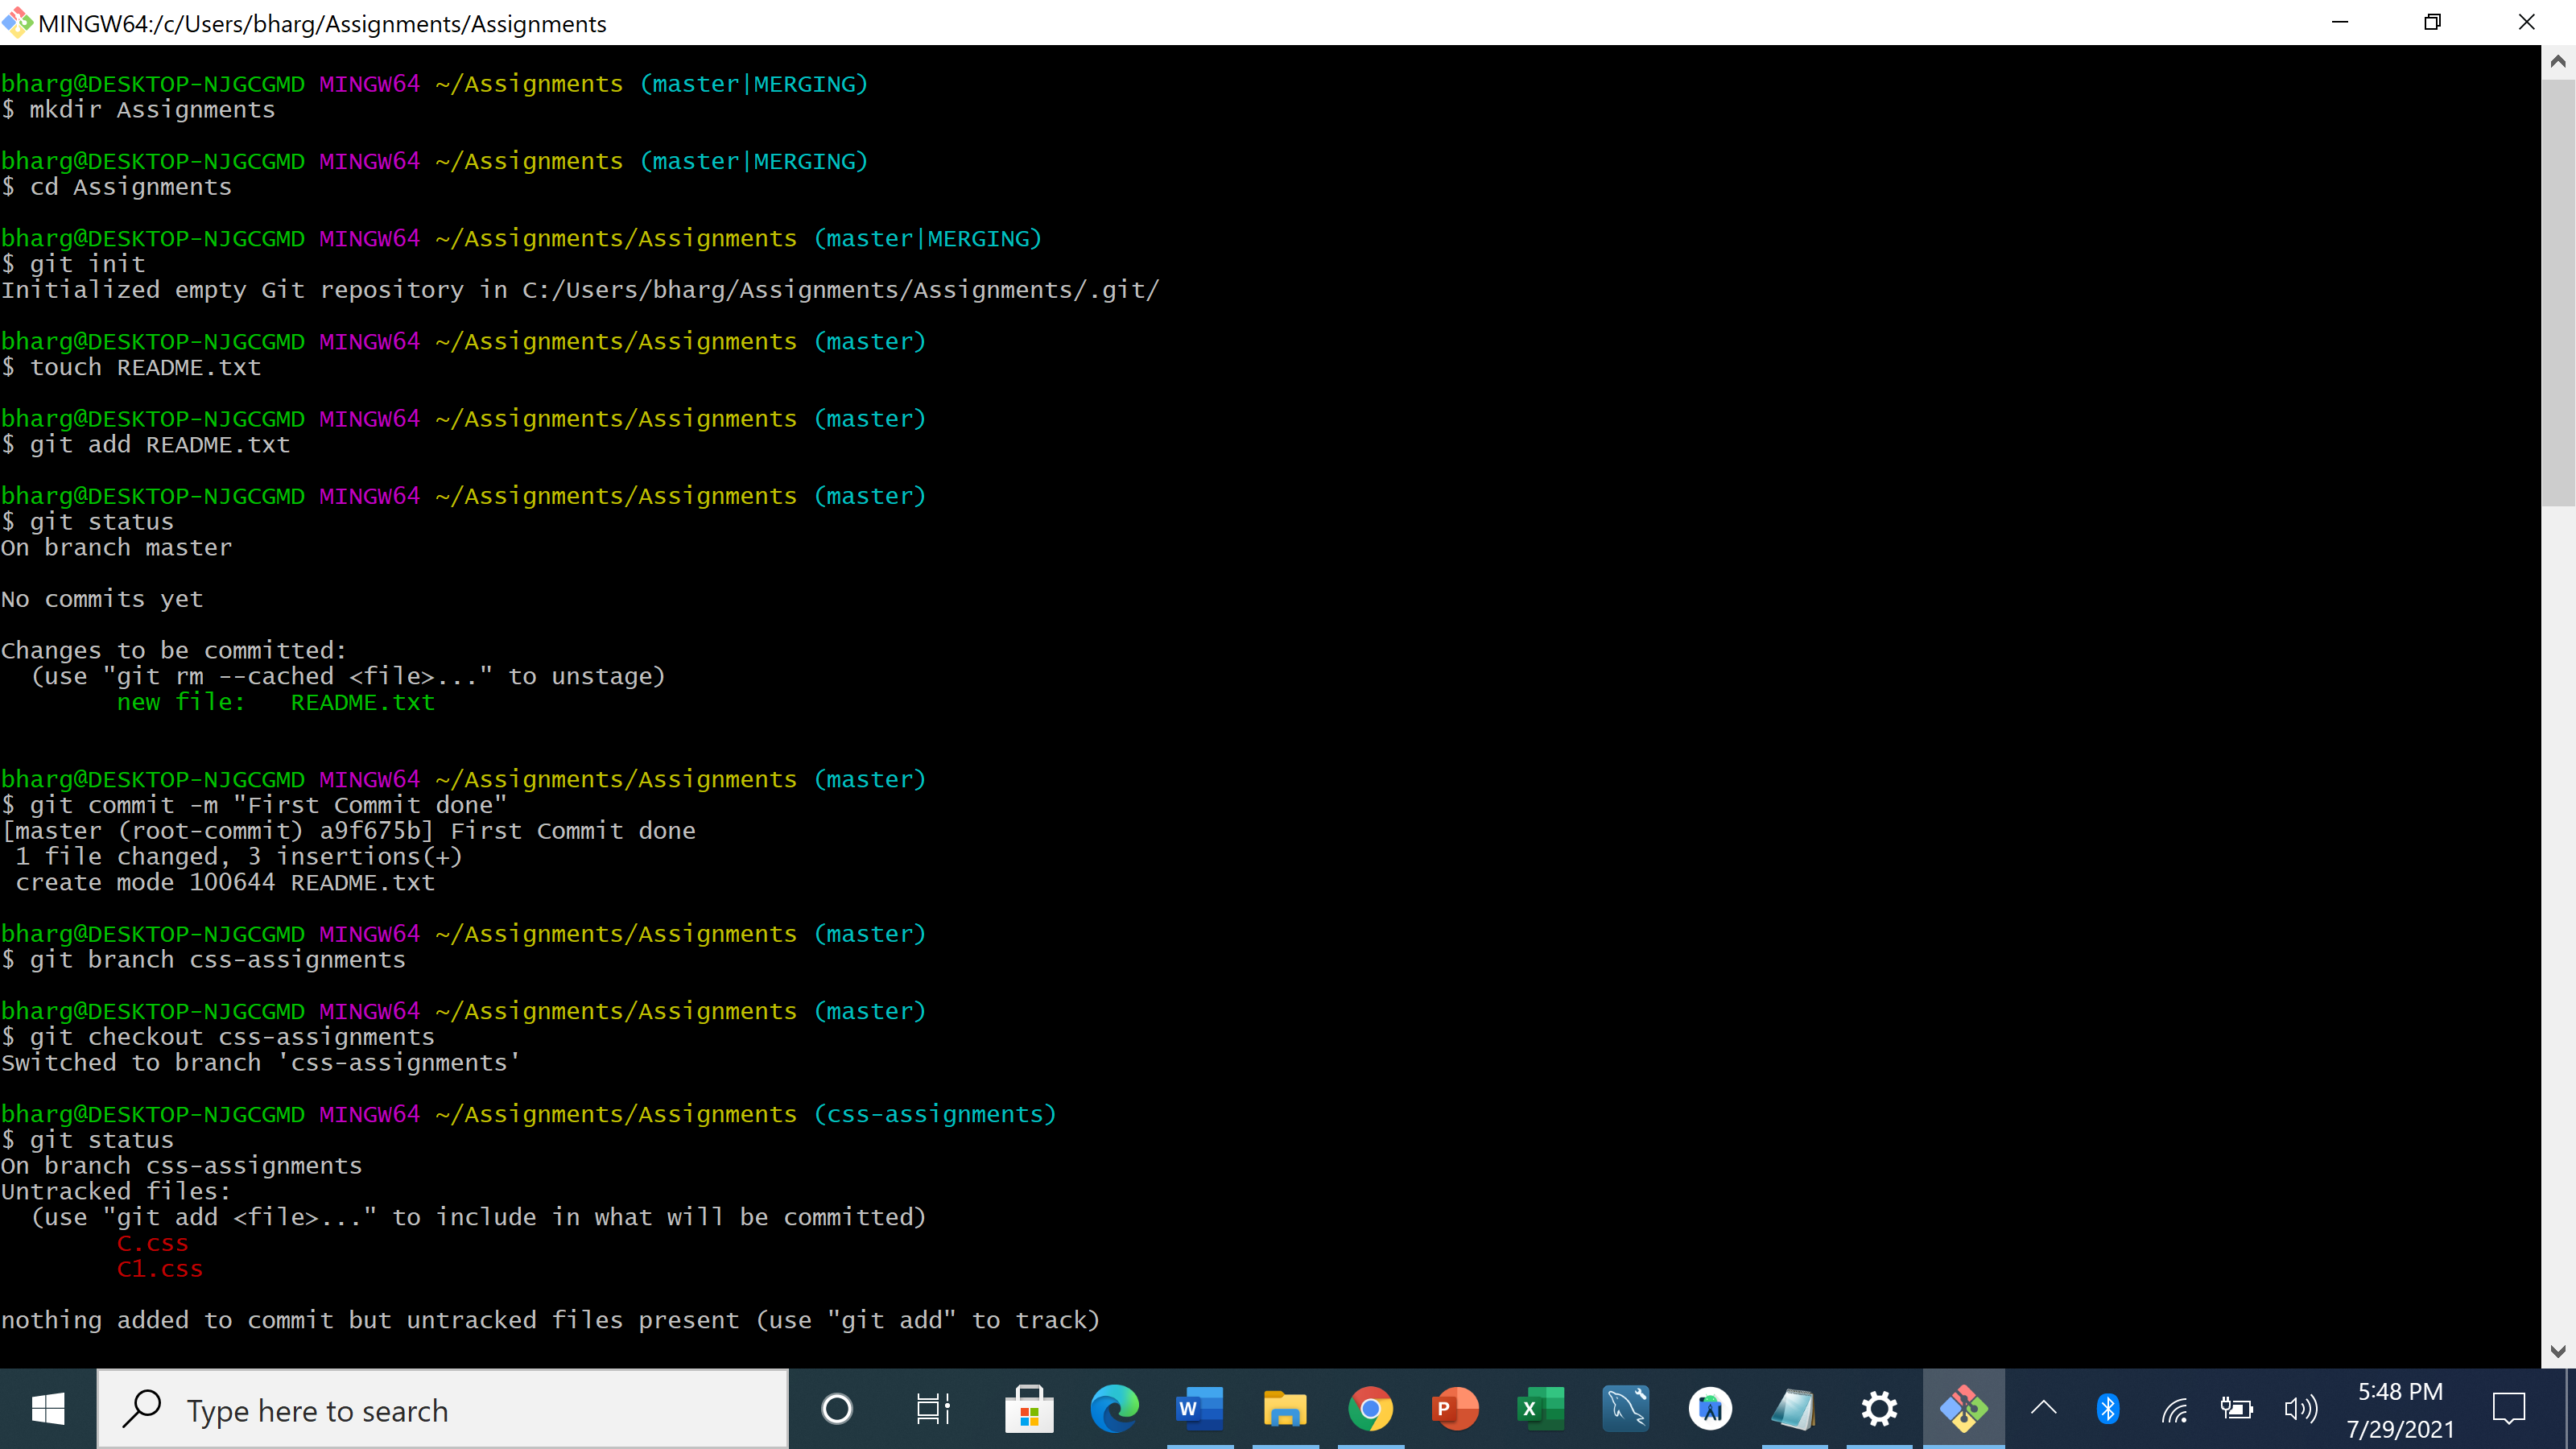 MINGW64:/c/Users/bharg/Assignments/Assignments
bharg@DESKTOP-NJGCGMD MINGW64 ~/Assignments (master|MERGING)
$ mkdir Assignments
bharg@DESKTOP-NJGCGMD MINGW64 ~/Assignments (master|MERGING)
$ cd Assignments
bharg@DESKTOP-NJGCGMD MINGW64 ~/Assignments/Assignments (master|MERGING)
$ git init
Initialized empty Git repository in C:/Users/bharg/Assignments/Assignments/.git/
bharg@DESKTOP-NJGCGMD MINGW64 ~/Assignments/Assignments (master)
$ touch README.txt
bharg@DESKTOP-NJGCGMD MINGW64 ~/Assignments/Assignments (master)
$ git add README.txt
bharg@DESKTOP-NJGCGMD MINGW64 ~/Assignments/Assignments (master)
$ git status
On branch master
No commits yet
Changes to be committed:
  (use "git rm --cached <file>..." to unstage)
        new file:   README.txt
bharg@DESKTOP-NJGCGMD MINGW64 ~/Assignments/Assignments (master)
$ git commit -m "First Commit done"
[master (root-commit) a9f675b] First Commit done
 1 file changed, 3 insertions(+)
 create mode 100644 README.txt
bharg@DESKTOP-NJGCGMD MINGW64 ~/Assignments/Assignments (master)
$ git branch css-assignments
bharg@DESKTOP-NJGCGMD MINGW64 ~/Assignments/Assignments (master)
$ git checkout css-assignments
Switched to branch 'css-assignments'
bharg@DESKTOP-NJGCGMD MINGW64 ~/Assignments/Assignments (css-assignments)
$ git status
On branch css-assignments
Untracked files:
  (use "git add <file>..." to include in what will be committed)
        C.css
        C1.css
nothing added to commit but untracked files present (use "git add" to track)
Type here to search
W
P
X
5:48 PM
7/29/2021